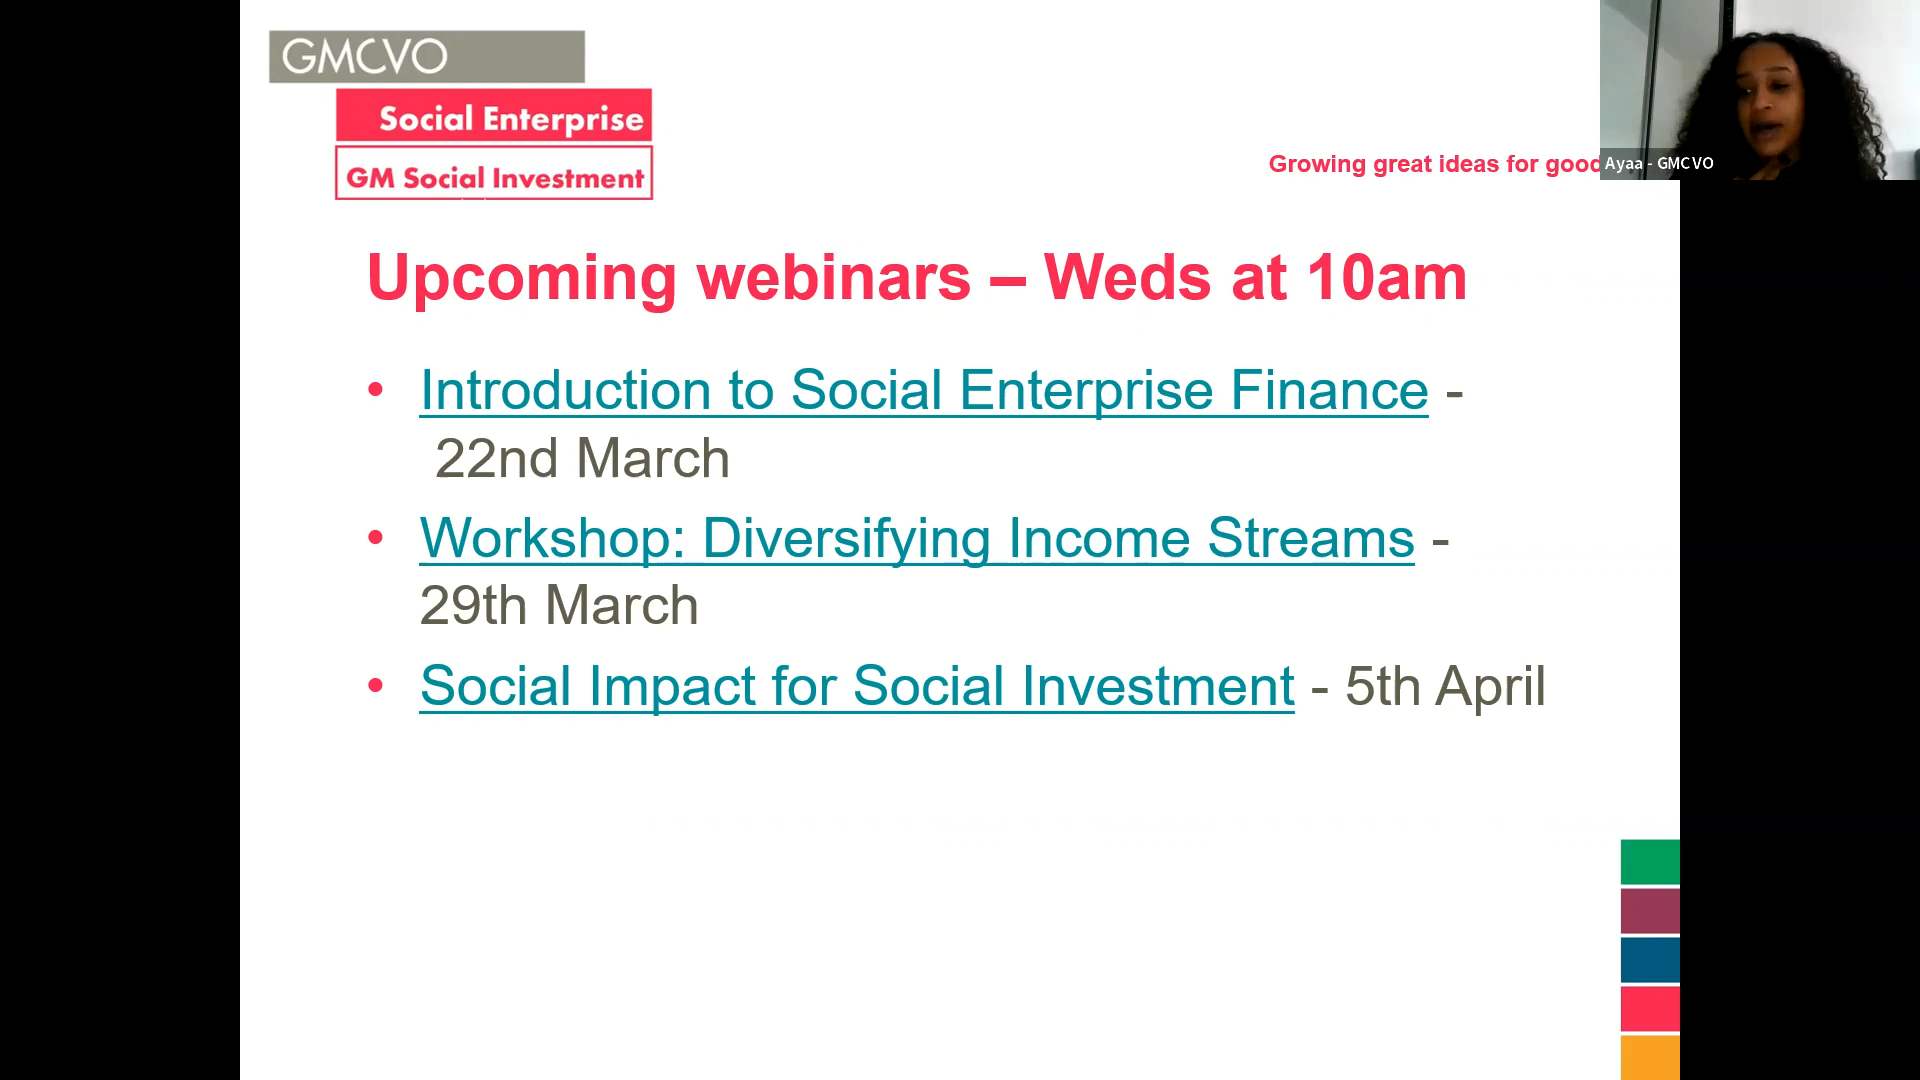 GMCVO
Social Enterprise
GM Social Investment
Growing great ideas for good
Ayaa - GMCVO
Upcoming webinars – Weds at 10am
• Introduction to Social Enterprise Finance -
22nd March
• Workshop: Diversifying Income Streams -
29th March
• Social Impact for Social Investment - 5th April